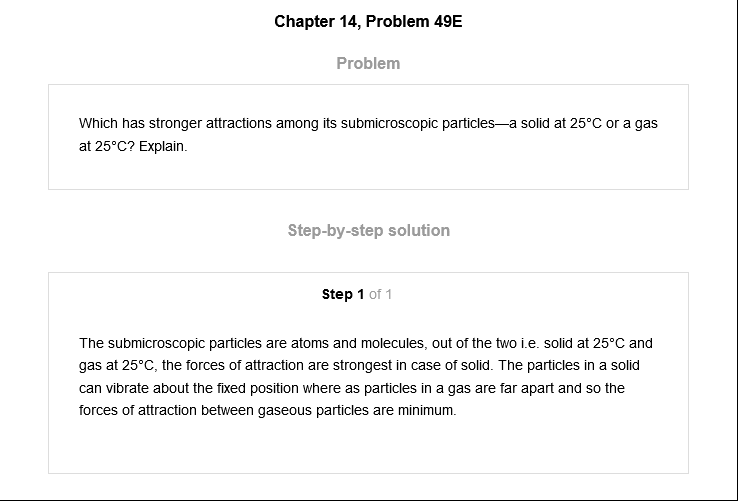 Chapter 14, Problem 49E
Problem
Which has stronger attractions among its submicroscopic particles—a solid at 25°C or a gas
at 25°C? Explain.
Step-by-step solution
Step 1 of 1
The submicroscopic particles are atoms and molecules, out of the two i.e. solid at 25°C and
gas at 25°C, the forces of attraction are strongest in case of solid. The particles in a solid
can vibrate about the fixed position where as particles in a gas are far apart and so the
forces of attraction between gaseous particles are minimum.